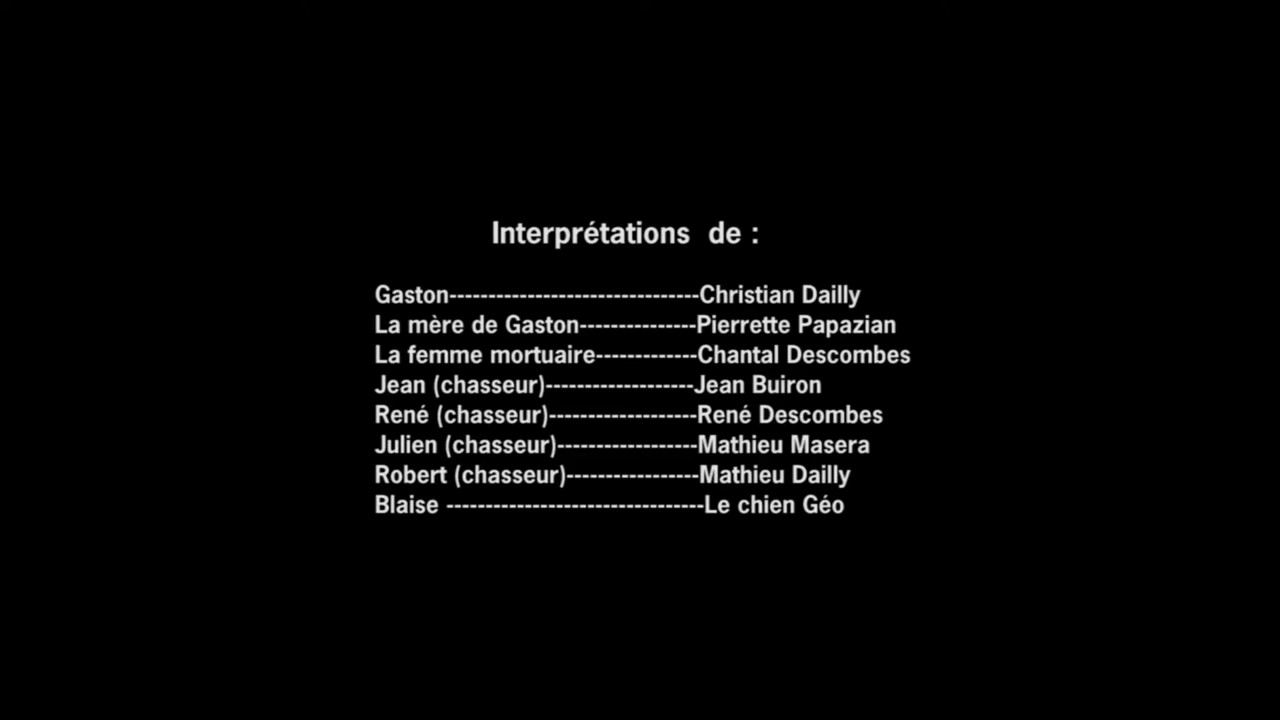 Interprétations de :
Gaston--------------------------------Christian Dailly
La mère de Gaston---------------Pierrette Papazian
La femme mortuaire-------------Chantal Descombes
Jean (chasseur)-------------------Jean Buiron
René (chasseur)-------------------René Descombes
Julien (chasseur)------------------Mathieu Masera
Robert (chasseur)-----------------Mathieu Dailly
Blaise ---------------------------------Le chien Géo